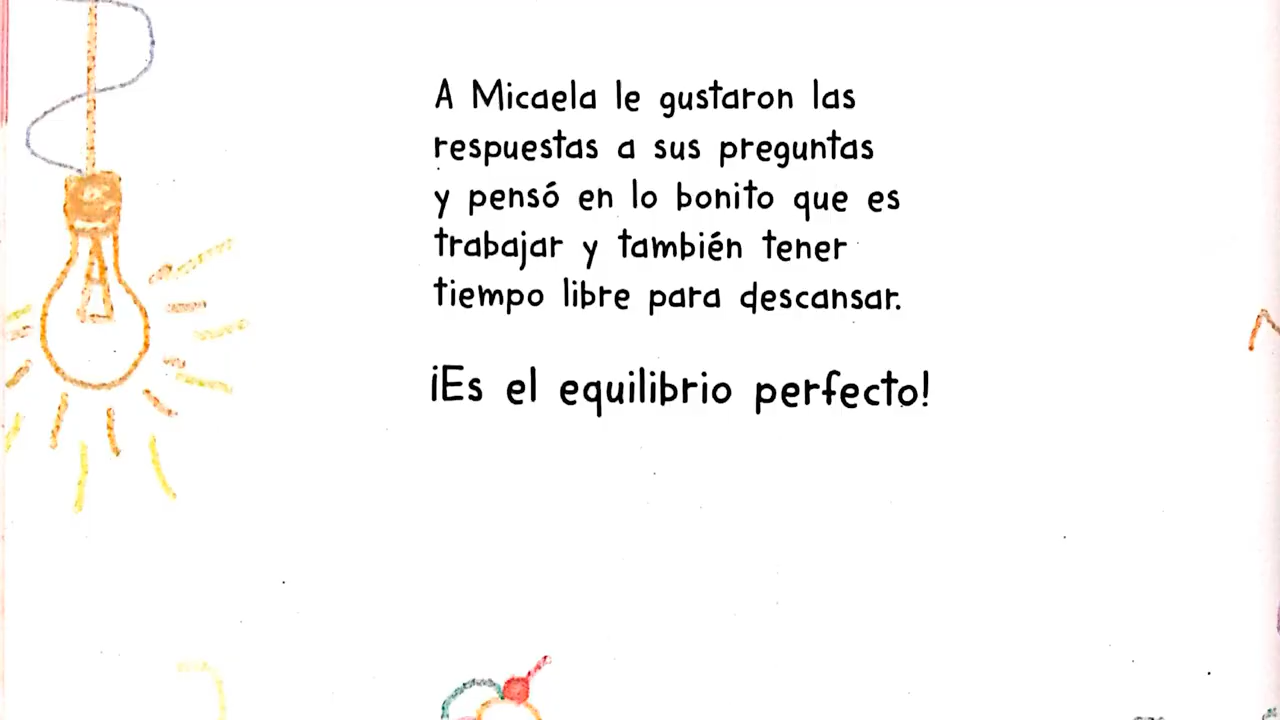 A Micaela le gustaron las
respuestas a sus preguntas
y pensó en lo bonito que es
trabajar y también tener
tiempo libre para descansar.
¡Es el equilibrio perfecto!